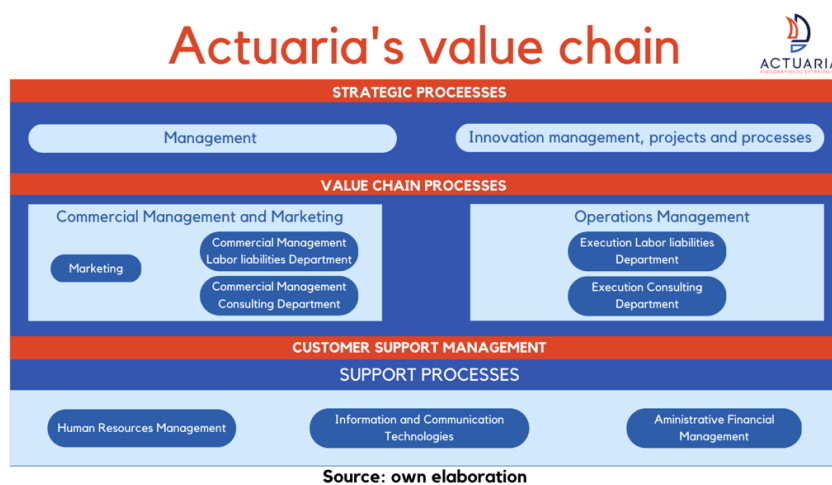 Actuaria's value chain
ACTUARIA
STRATEGIC PROCEESSES
Management
Innovation management, projects and processes
VALUE CHAIN PROCESSES
Commercial Management and Marketing
Marketing
Commercial Management
Labor liabilities Department
Commercial Management
Consulting Department
Operations Management
Execution Labor liabilities
Department
Execution Consulting
Department
CUSTOMER SUPPORT MANAGEMENT
SUPPORT PROCESSES
Human Resources Management
Information and Communication
Technologies
Aministrative Financial
Management
Source: own elaboration